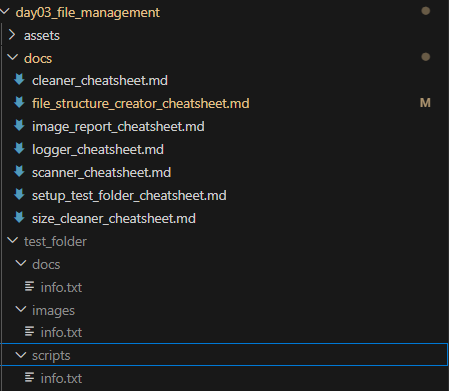 day03_file_management
assets
docs
cleaner_cheatsheet.md
file_structure_creator_cheatsheet.md M
image_report_cheatsheet.md
logger_cheatsheet.md
scanner_cheatsheet.md
setup_test_folder_cheatsheet.md
size_cleaner_cheatsheet.md
test_folder
docs
info.txt
images
info.txt
scripts
info.txt